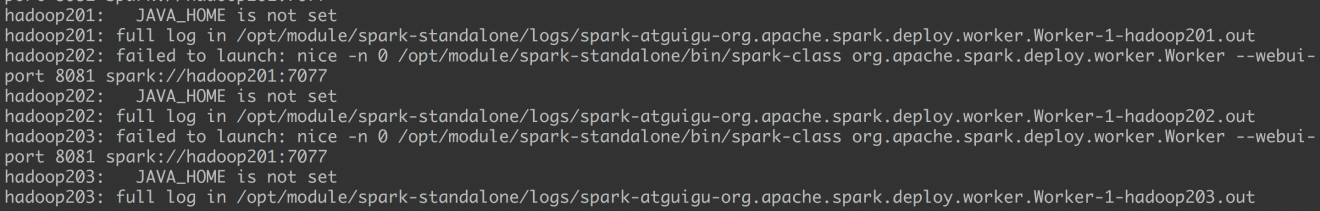 port 8081 spark://hadoop201:7077
hadoop201:   JAVA_HOME is not set
hadoop201: full log in /opt/module/spark-standalone/logs/spark-atguigu-org.apache.spark.deploy.worker.Worker-1-hadoop201.out
hadoop202: failed to launch: nice -n 0 /opt/module/spark-standalone/bin/spark-class org.apache.spark.deploy.worker.Worker --webui-
port 8081 spark://hadoop201:7077
hadoop202:   JAVA_HOME is not set
hadoop202: full log in /opt/module/spark-standalone/logs/spark-atguigu-org.apache.spark.deploy.worker.Worker-1-hadoop202.out
hadoop203: failed to launch: nice -n 0 /opt/module/spark-standalone/bin/spark-class org.apache.spark.deploy.worker.Worker --webui-
port 8081 spark://hadoop201:7077
hadoop203:   JAVA_HOME is not set
hadoop203: full log in /opt/module/spark-standalone/logs/spark-atguigu-org.apache.spark.deploy.worker.Worker-1-hadoop203.out